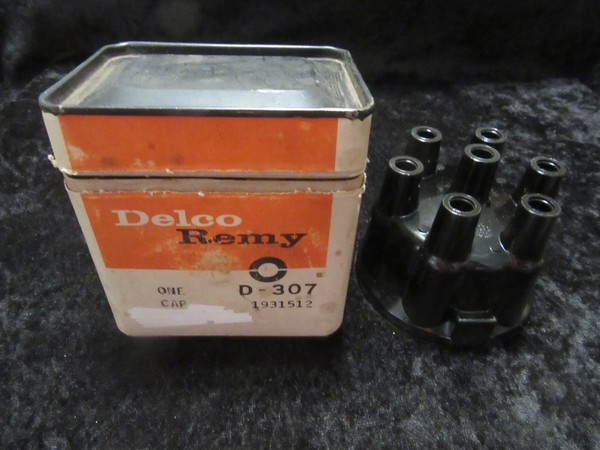 Delco
Remy
ONE D-307
CAP 1931512